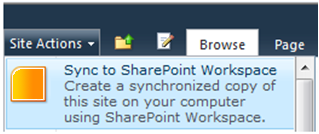 Site Actions Browse Page
Sync to SharePoint Workspace
Create a synchronized copy of
this site on your computer
using SharePoint Workspace.